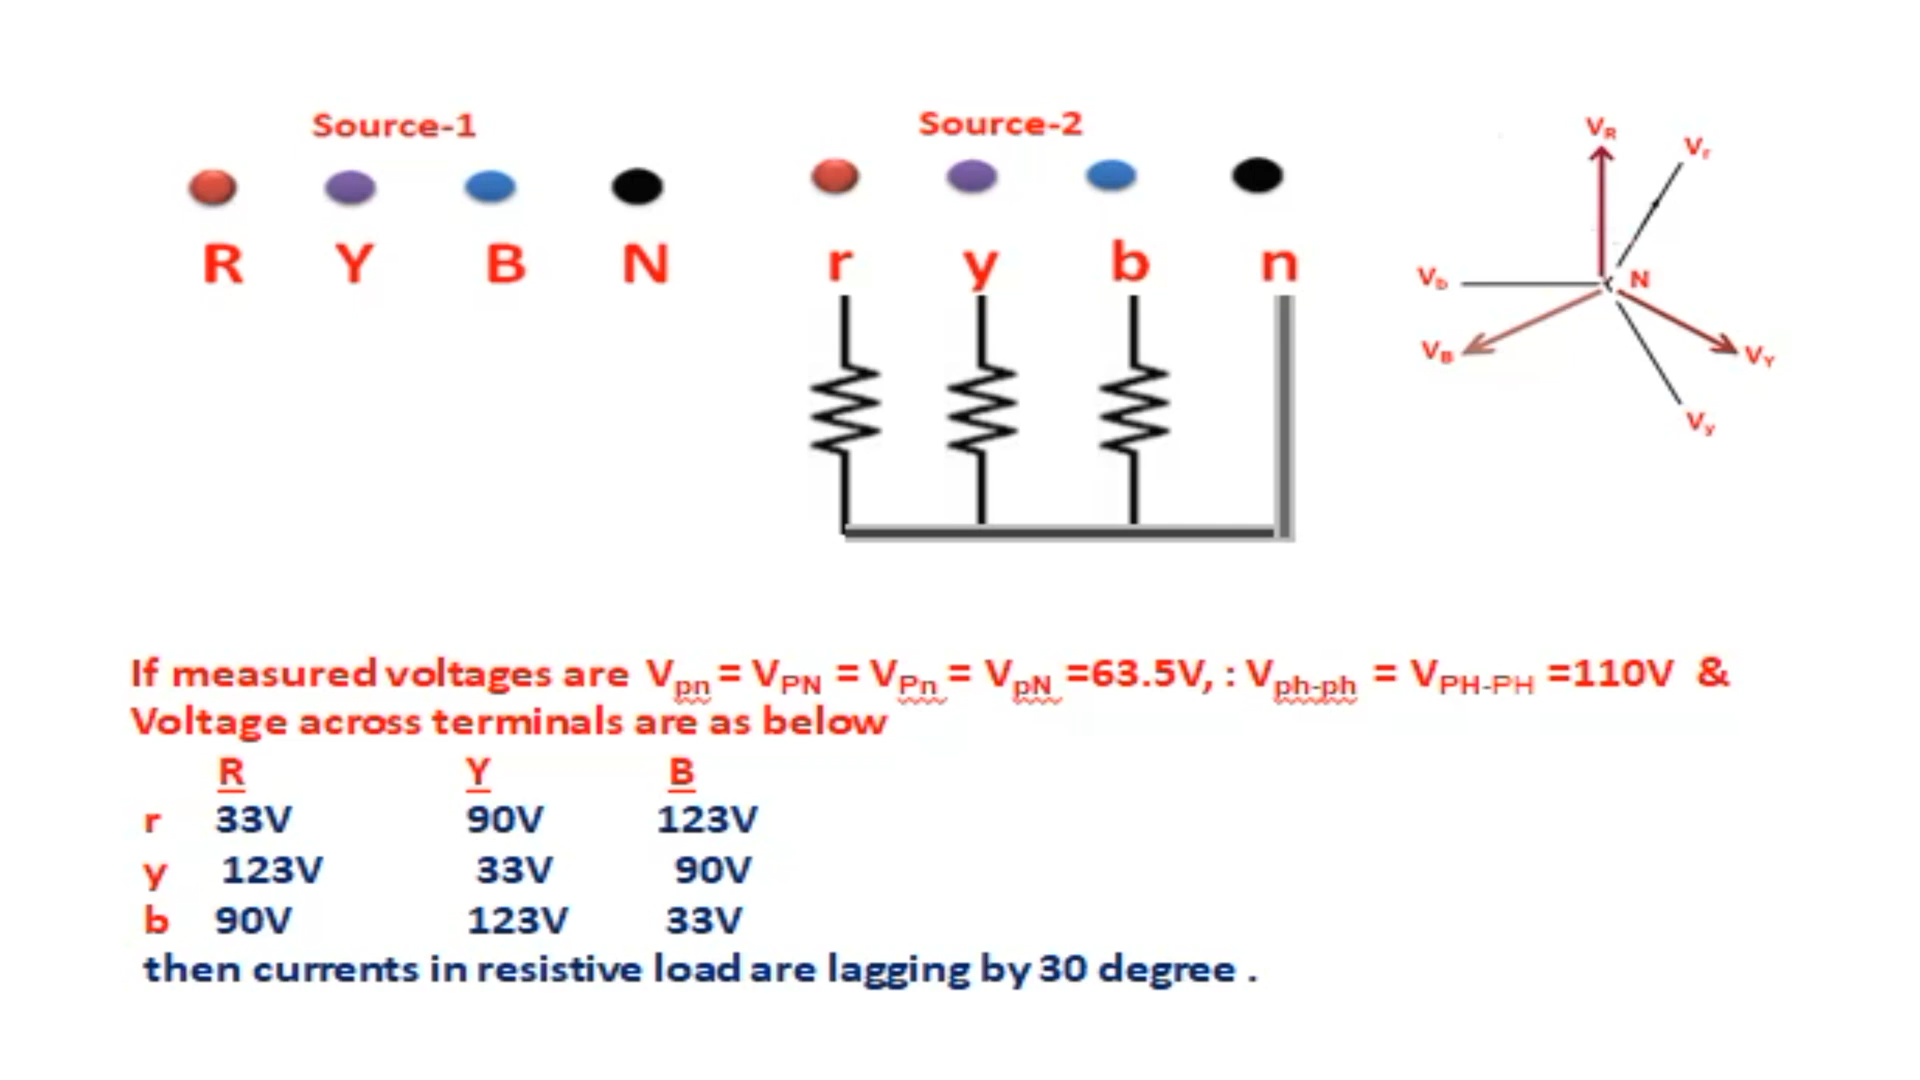 Source-1
Source-2
R Y B N
r y b n
VR
Vr
Vb
N
VB
VY
Vy
If measured voltages are Vpn = VPN = VPn = VpN =63.5V, : Vph-ph = VPH-PH =110V &
Voltage across terminals are as below
R Y B
r 33V 90V 123V
y 123V 33V 90V
b 90V 123V 33V
then currents in resistive load are lagging by 30 degree .